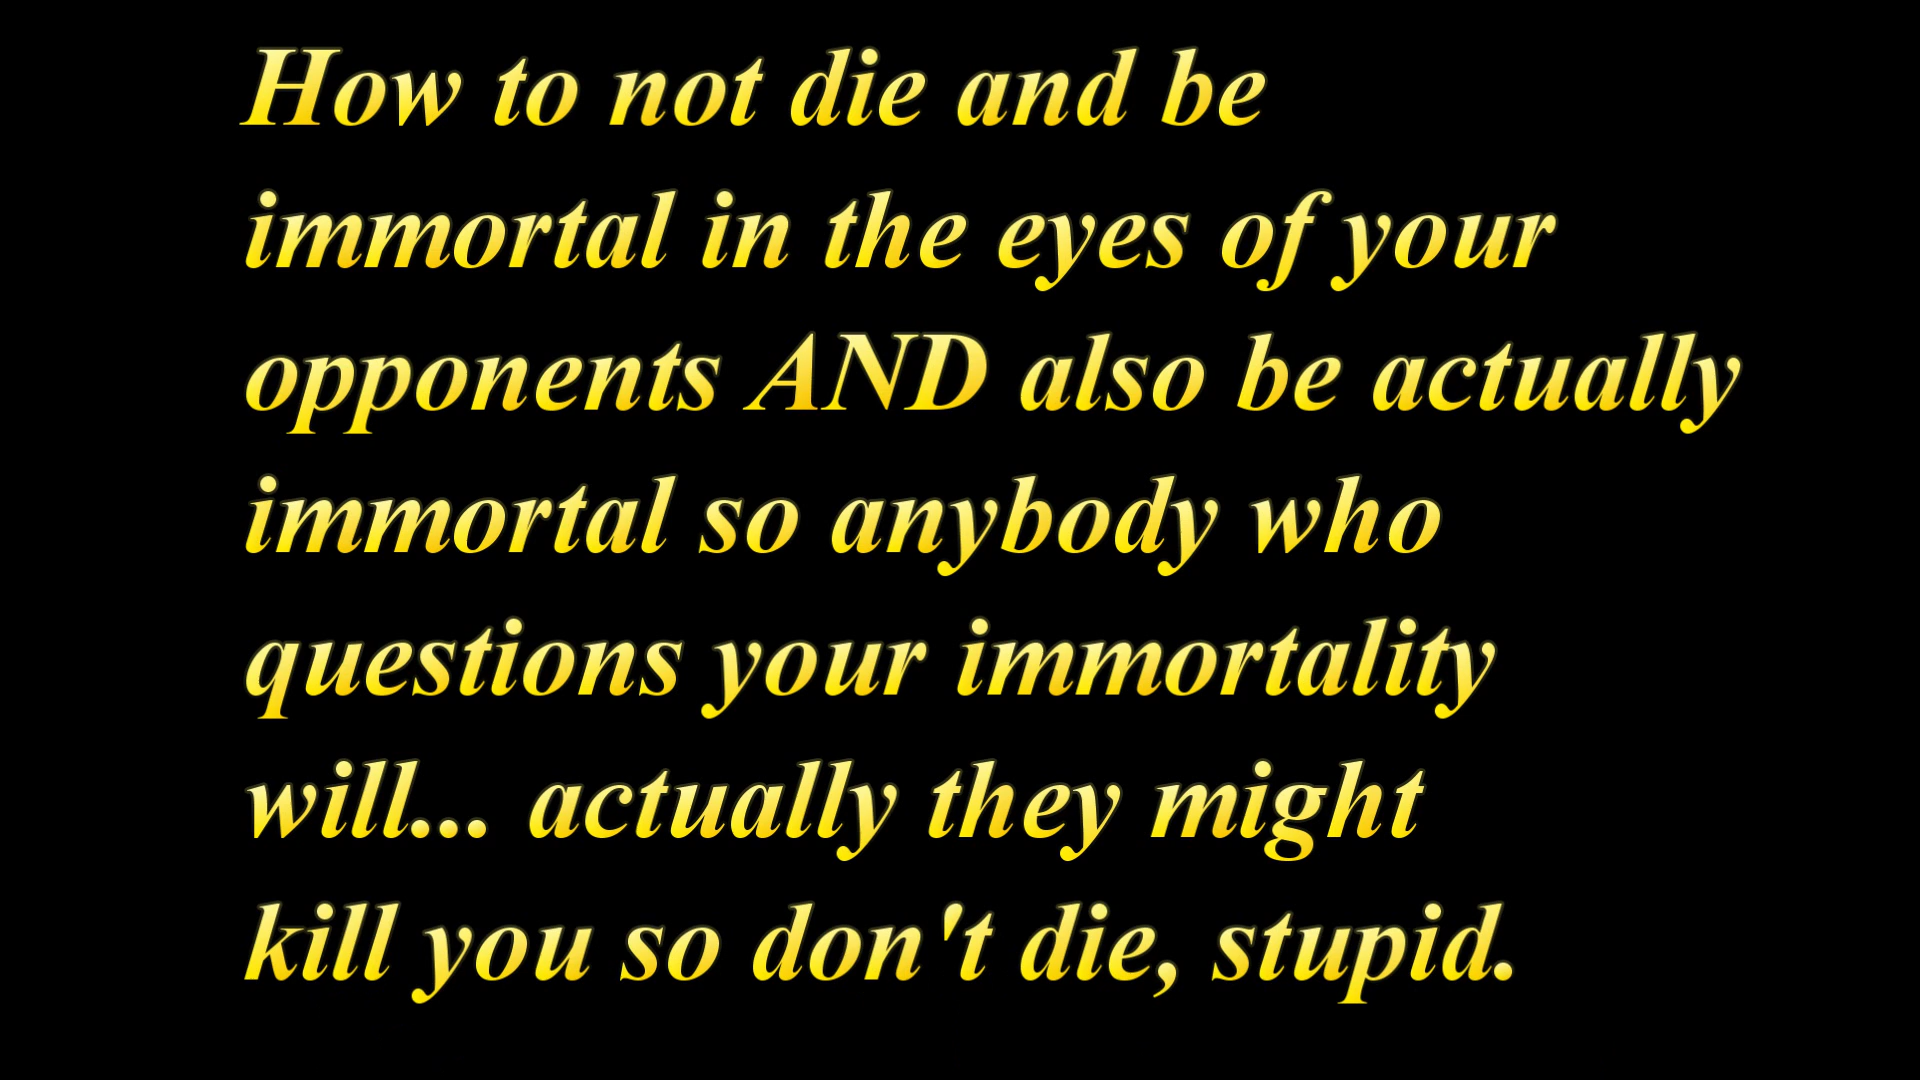 How to not die and be
immortal in the eyes of your
opponents AND also be actually
immortal so anybody who
questions your immortality
will... actually they might
kill you so don't die, stupid.